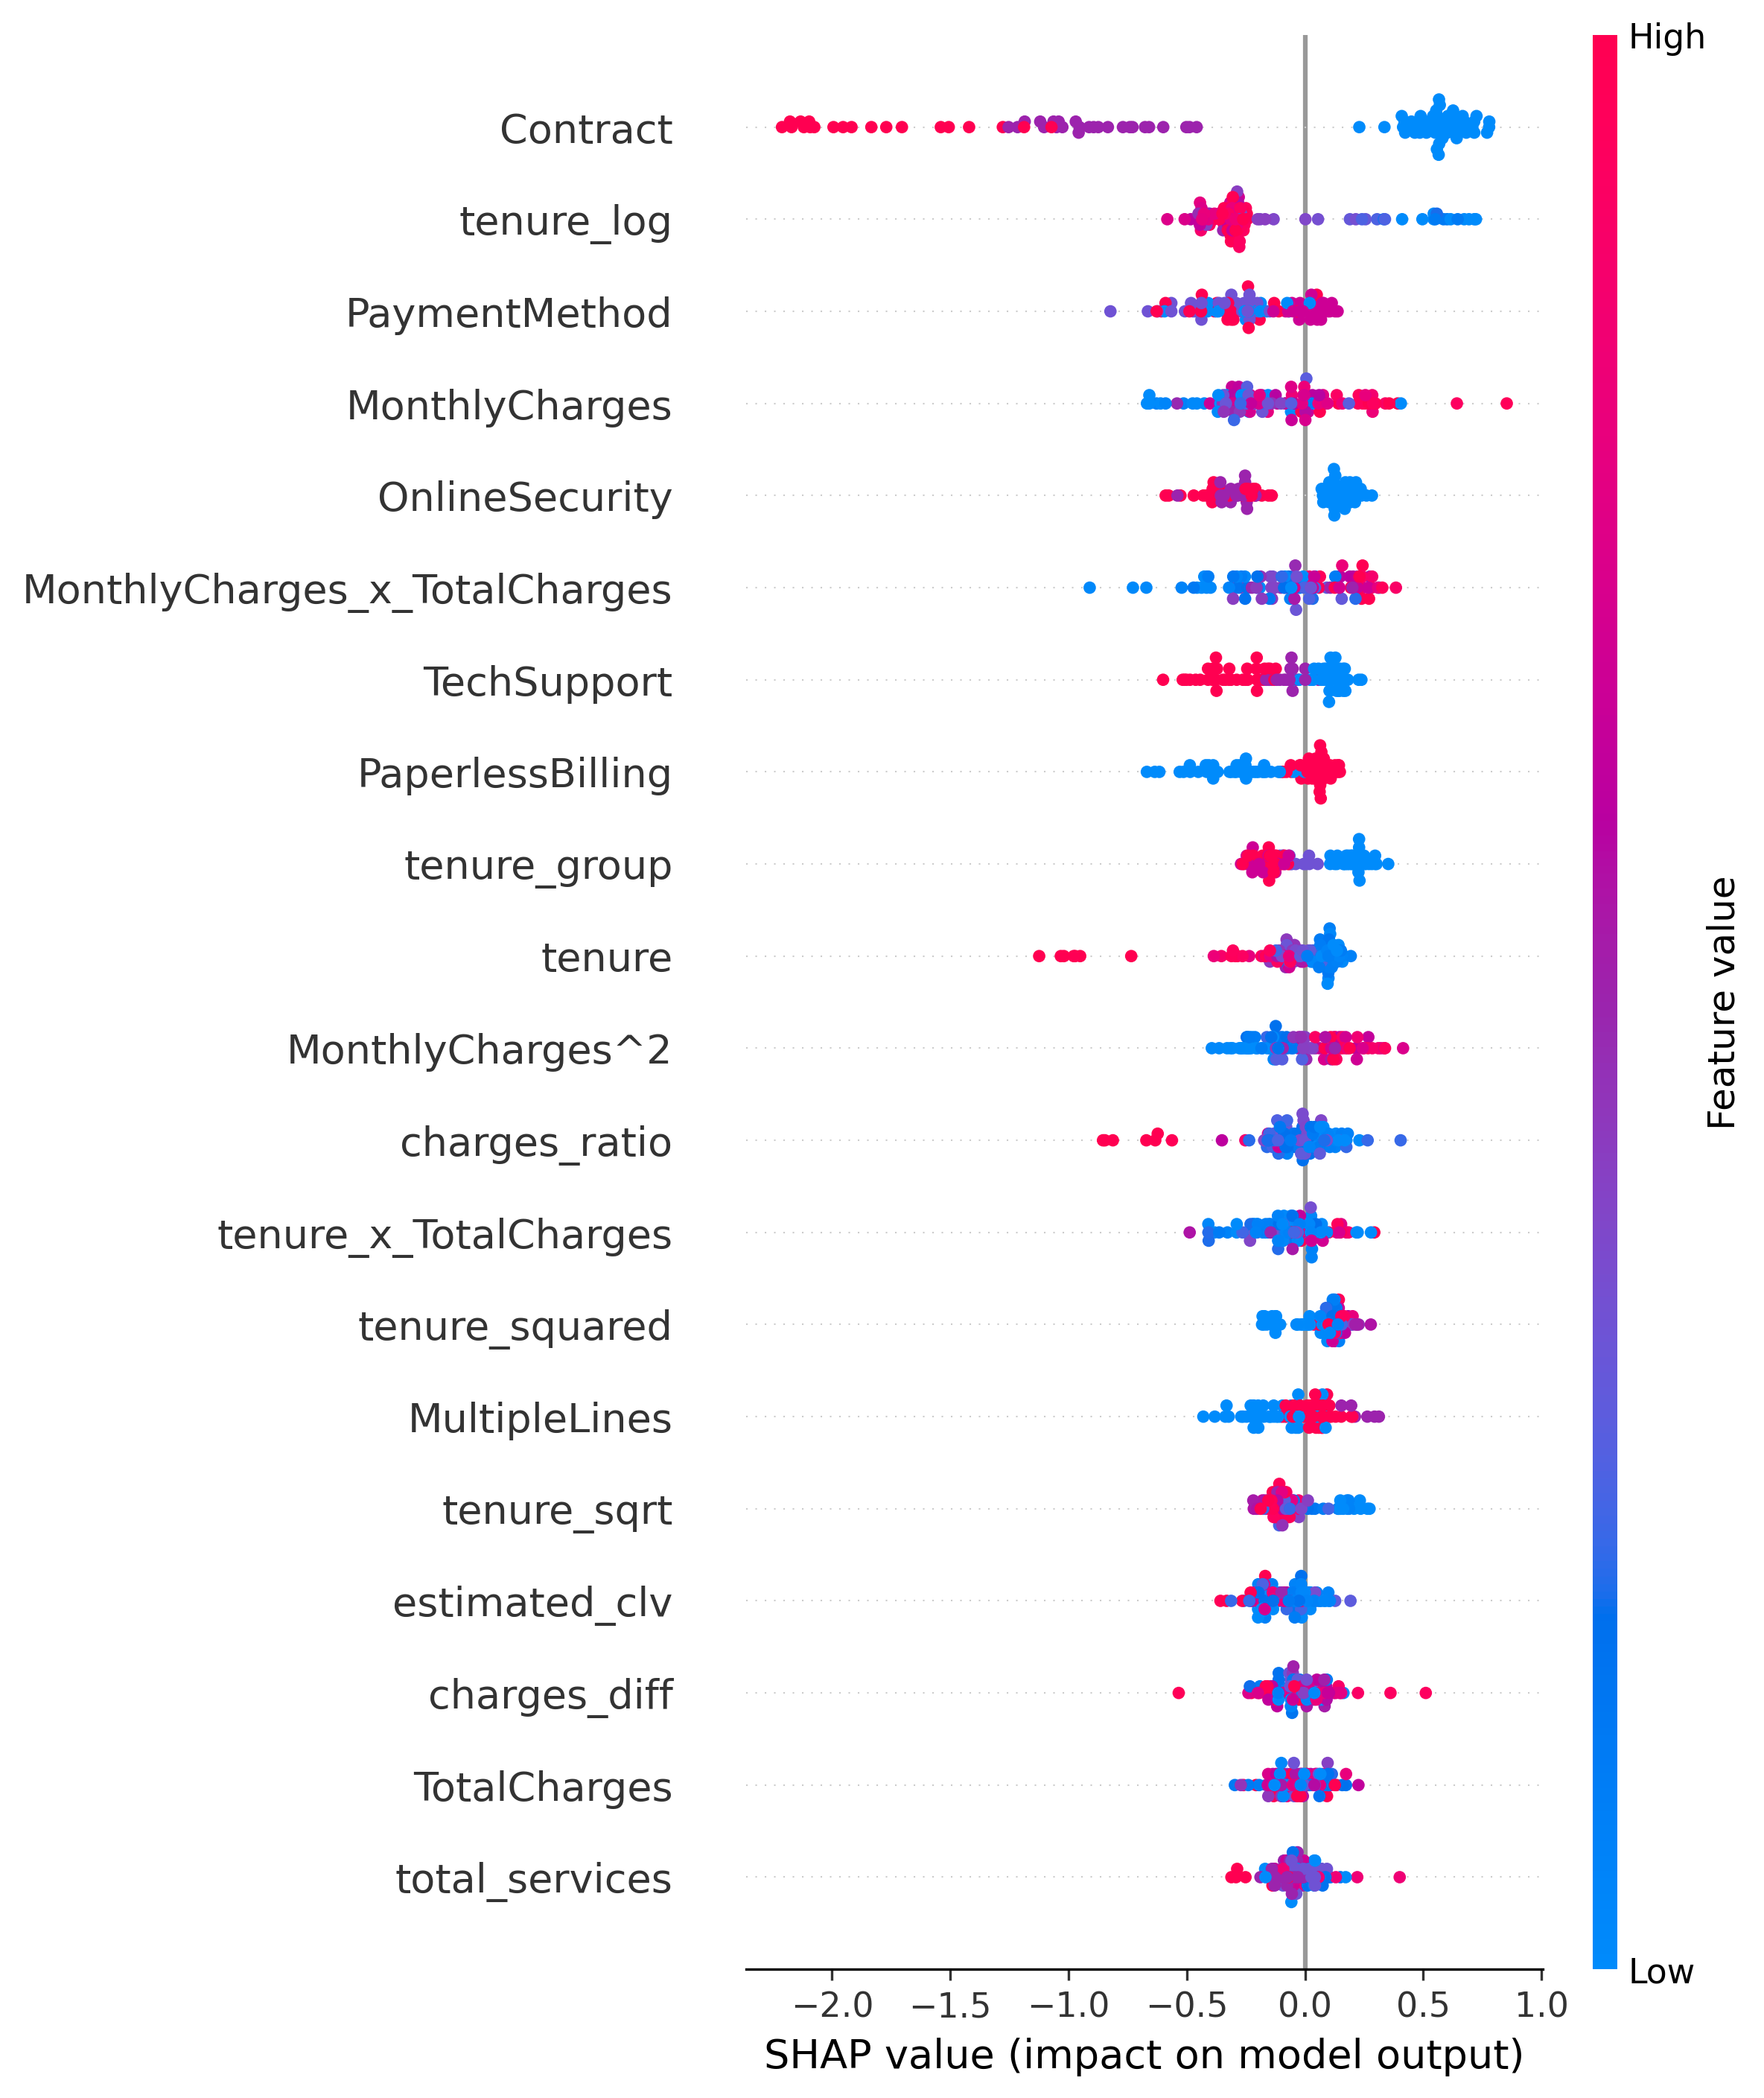 High
Contract
tenure_log
PaymentMethod
MonthlyCharges
OnlineSecurity
MonthlyCharges_x_TotalCharges
TechSupport
PaperlessBilling
tenure_group
tenure
MonthlyCharges^2
charges_ratio
tenure_x_TotalCharges
tenure_squared
MultipleLines
tenure_sqrt
estimated_clv
charges_diff
TotalCharges
total_services
Feature value
Low
−2.0 −1.5 −1.0 −0.5 0.0 0.5 1.0
SHAP value (impact on model output)